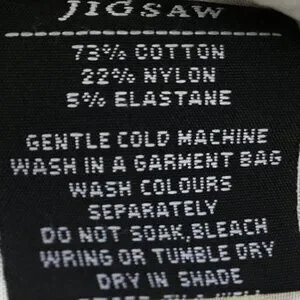 JIGSAW
73% COTTON
22% NYLON
5% ELASTANE
GENTLE COLD MACHINE
WASH IN A GARMENT BAG
WASH COLOURS
SEPARATELY
DO NOT SOAK,BLEACH
WRING OR TUMBLE DRY
DRY IN SHADE